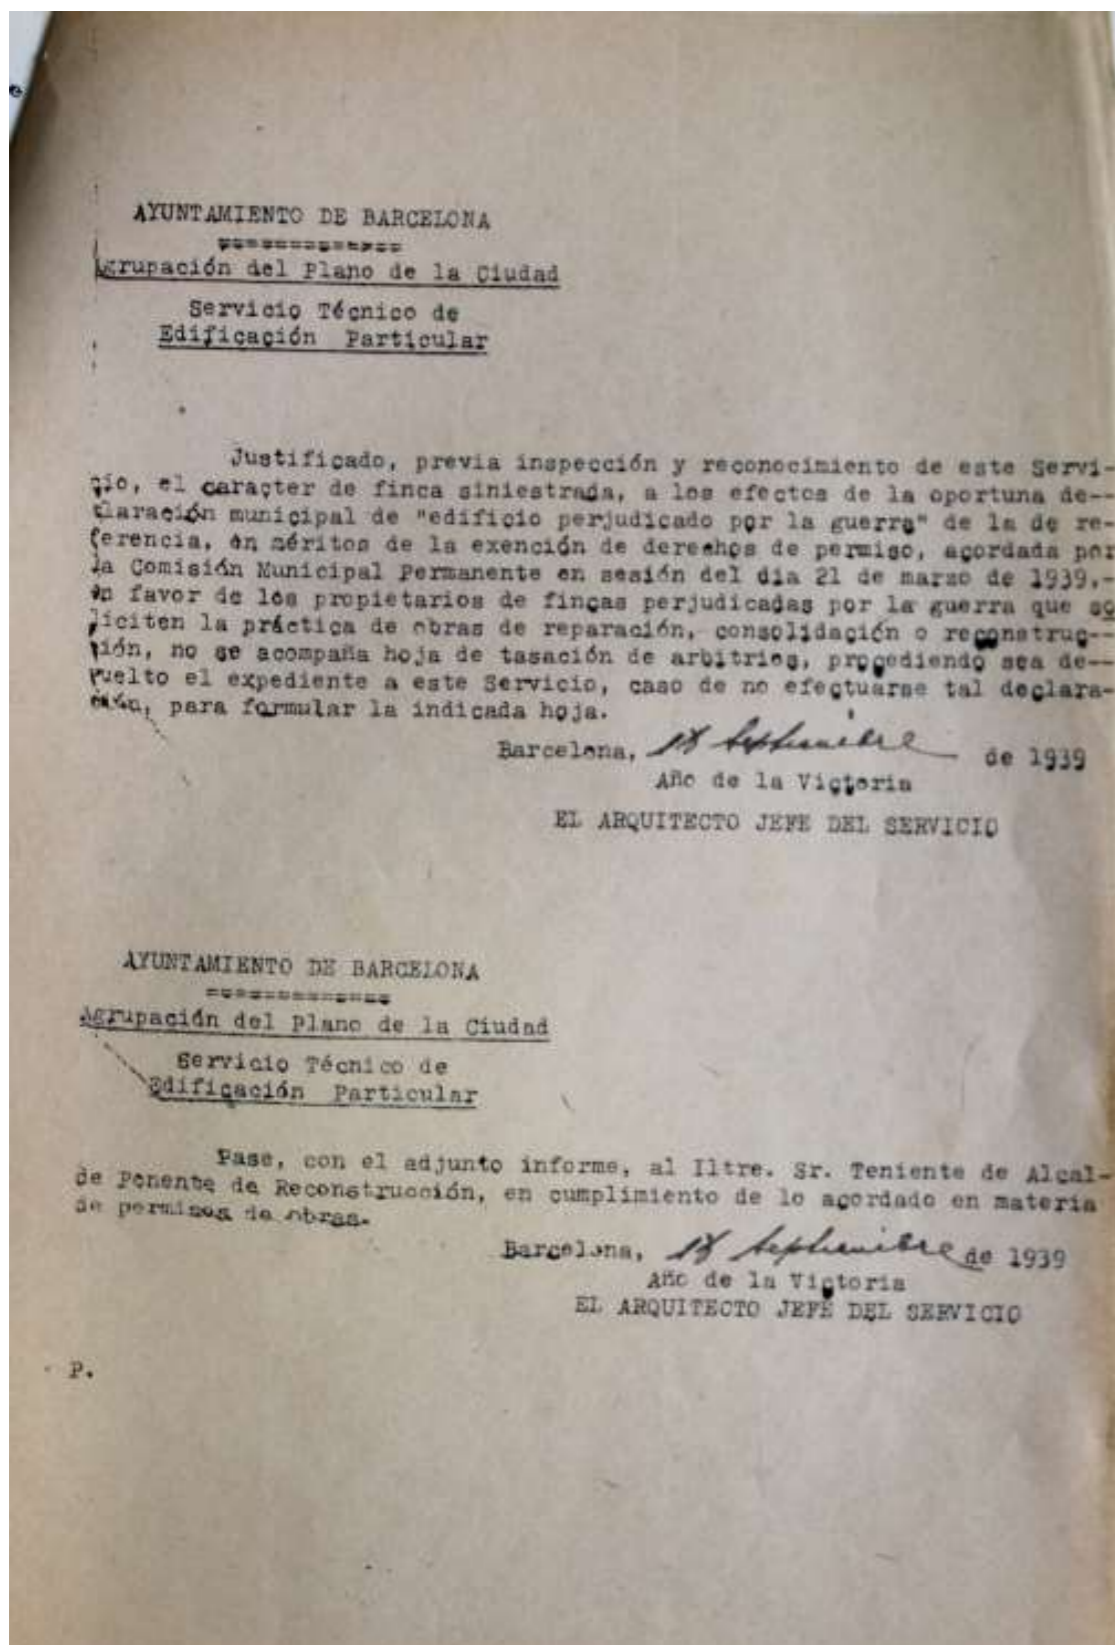 AYUNTAMIENTO DE BARCELONA
=============
Agrupación del Plano de la Ciudad
Servicio Técnico de
Edificación Particular
Justificado, previa inspección y reconocimiento de este Servi-
cio, el caracter de finca siniestrada, a los efectos de la oportuna de--
claración municipal de "edificio perjudicado por la guerra" de la de re-
ferencia, en méritos de la exención de derechos de permiso, acordada por
la Comisión Municipal Permanente en sesión del dia 21 de marzo de 1939,-
en favor de los propietarios de fincas perjudicadas por la guerra que so
liciten la práctica de obras de reparación, consolidación o reconstruc--
ción, no se acompaña hoja de tasación de arbitrios, procediendo sea de--
vuelto el expediente a este Servicio, caso de no efectuarse tal declara-
ción, para formular la indicada hoja.
Barcelona, 18 Septiembre de 1939
Año de la Victoria
EL ARQUITECTO JEFE DEL SERVICIO
AYUNTAMIENTO DE BARCELONA
=============
Agrupación del Plano de la Ciudad
Servicio Técnico de
Edificación Particular
Pase, con el adjunto informe, al Iltre. Sr. Teniente de Alcal-
de Ponente de Reconstrucción, en cumplimiento de lo acordado en materia
de permisos de obras.
Barcelona, 18 Septiembre de 1939
Año de la Victoria
EL ARQUITECTO JEFE DEL SERVICIO
P.